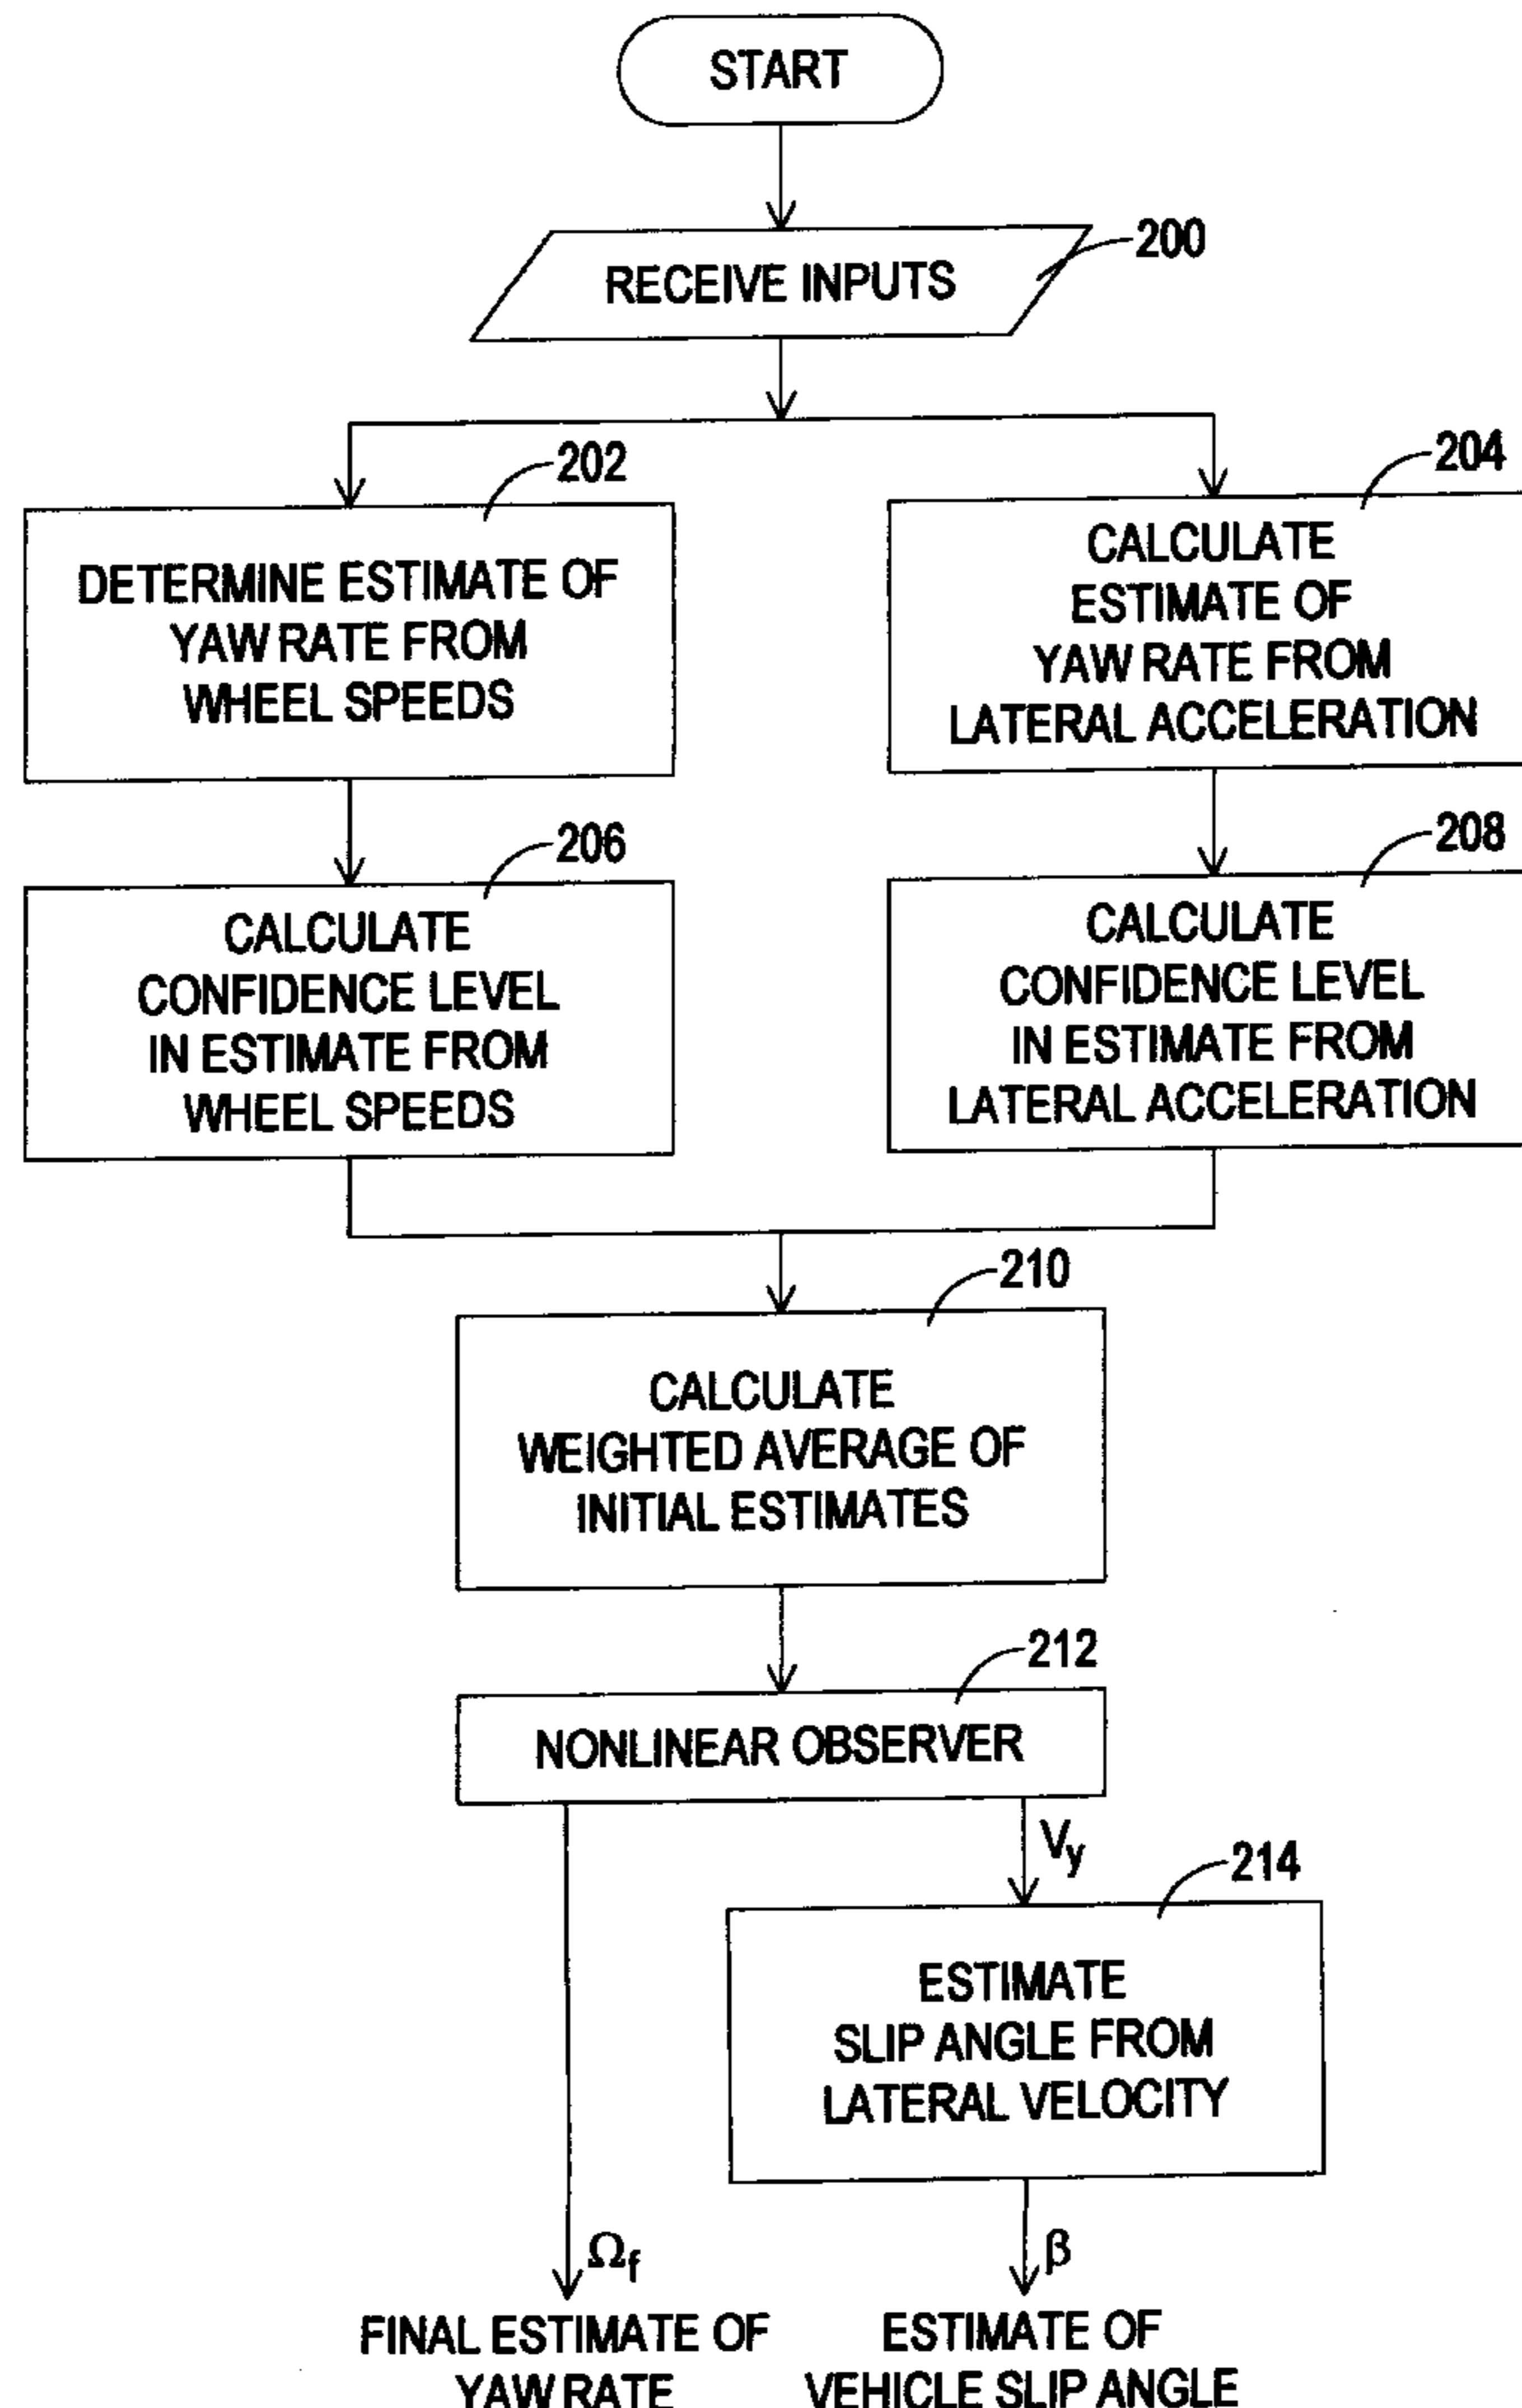 START
RECEIVE INPUTS
200
202
DETERMINE ESTIMATE OF
YAW RATE FROM
WHEEL SPEEDS
204
CALCULATE
ESTIMATE OF
YAW RATE FROM
LATERAL ACCELERATION
206
CALCULATE
CONFIDENCE LEVEL
IN ESTIMATE FROM
WHEEL SPEEDS
208
CALCULATE
CONFIDENCE LEVEL
IN ESTIMATE FROM
LATERAL ACCELERATION
210
CALCULATE
WEIGHTED AVERAGE OF
INITIAL ESTIMATES
212
NONLINEAR OBSERVER
Vy
214
ESTIMATE
SLIP ANGLE FROM
LATERAL VELOCITY
Ωf
β
FINAL ESTIMATE OF
YAW RATE
ESTIMATE OF
VEHICLE SLIP ANGLE